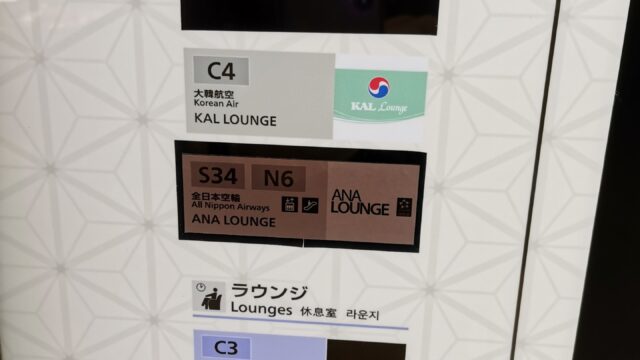 C4
大韓航空
Korean Air
KAL LOUNGE
KAL Lounge
S34 N6
全日本空輸
All Nippon Airways
ANA LOUNGE
ANA
LOUNGE
ラウンジ
Lounges 休息室 라운지
C3